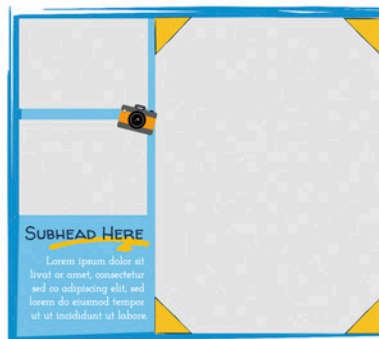 Subhead Here
Lorem ipsum dolor sit
livat or amet, consectetur
sed co adipiscing elit, sed
lorem do eiusmod tempor
ut ut incididunt ut labore.